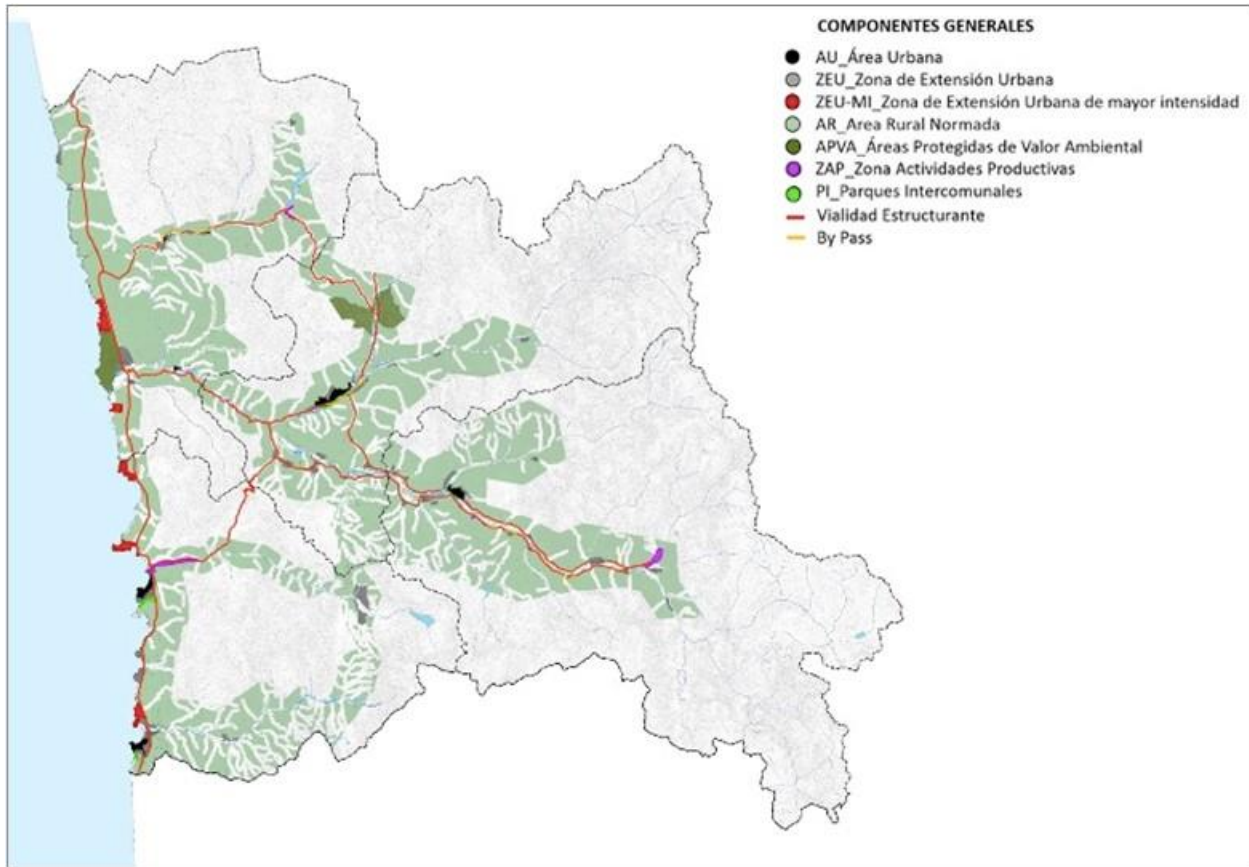 COMPONENTES GENERALES
AU_Área Urbana
ZEU_Zona de Extensión Urbana
ZEU-MI_Zona de Extensión Urbana de mayor intensidad
AR_Area Rural Normada
APVA_Áreas Protegidas de Valor Ambiental
ZAP_Zona Actividades Productivas
PI_Parques Intercomunales
Vialidad Estructurante
By Pass